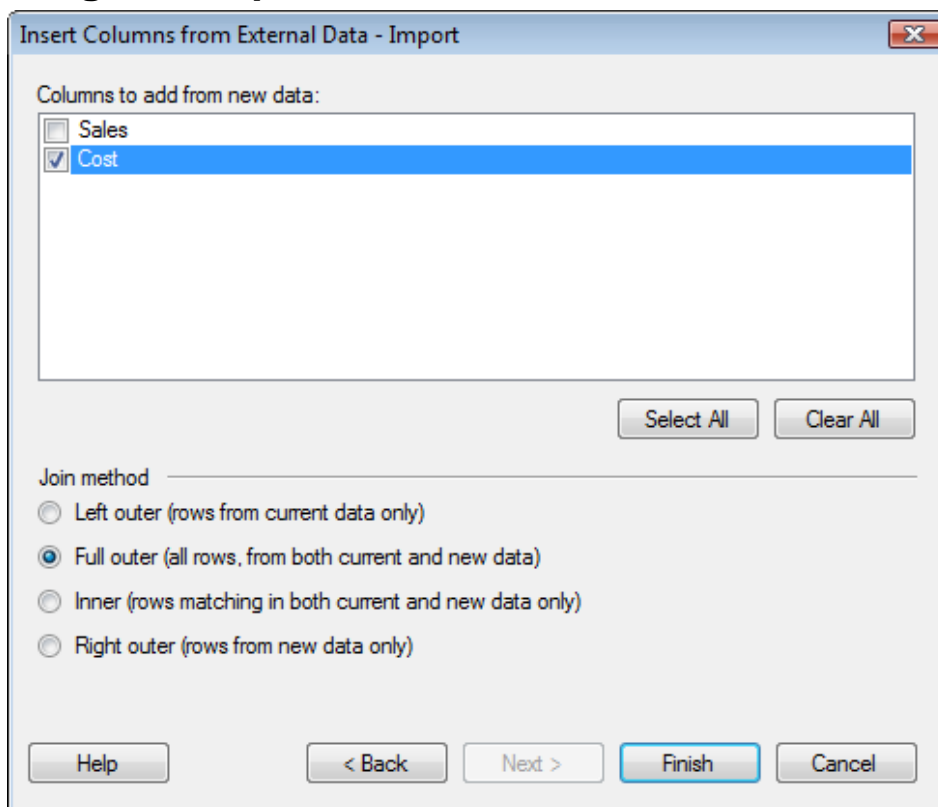 Insert Columns from External Data - Import
Columns to add from new data:
Sales
Cost
Select All Clear All
Join method
Left outer (rows from current data only)
Full outer (all rows, from both current and new data)
Inner (rows matching in both current and new data only)
Right outer (rows from new data only)
Help < Back Next > Finish Cancel